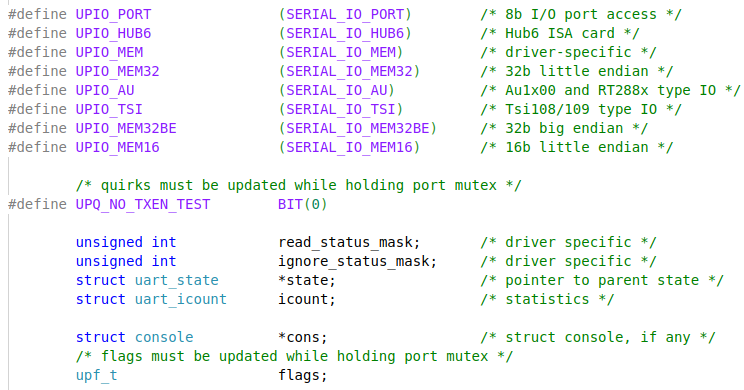 #define UPIO_PORT (SERIAL_IO_PORT) /* 8b I/O port access */
#define UPIO_HUB6 (SERIAL_IO_HUB6) /* Hub6 ISA card */
#define UPIO_MEM (SERIAL_IO_MEM) /* driver-specific */
#define UPIO_MEM32 (SERIAL_IO_MEM32) /* 32b little endian */
#define UPIO_AU (SERIAL_IO_AU) /* Au1x00 and RT288x type IO */
#define UPIO_TSI (SERIAL_IO_TSI) /* Tsi108/109 type IO */
#define UPIO_MEM32BE (SERIAL_IO_MEM32BE) /* 32b big endian */
#define UPIO_MEM16 (SERIAL_IO_MEM16) /* 16b little endian */
/* quirks must be updated while holding port mutex */
#define UPQ_NO_TXEN_TEST BIT(0)
unsigned int read_status_mask; /* driver specific */
unsigned int ignore_status_mask; /* driver specific */
struct uart_state *state; /* pointer to parent state */
struct uart_icount icount; /* statistics */
struct console *cons; /* struct console, if any */
/* flags must be updated while holding port mutex */
upf_t flags;